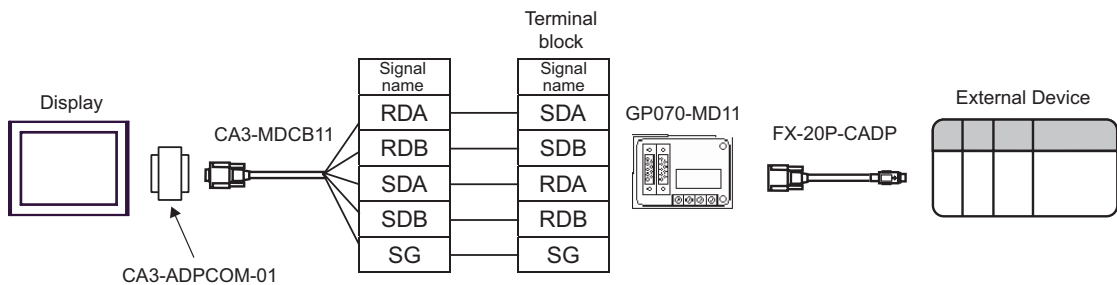 Terminal
block
Signal
name
Signal
name
Display
CA3-MDCB11
RDA
SDA
GP070-MD11
FX-20P-CADP
External Device
RDB
SDB
SDA
RDA
SDB
RDB
SG
SG
CA3-ADPCOM-01